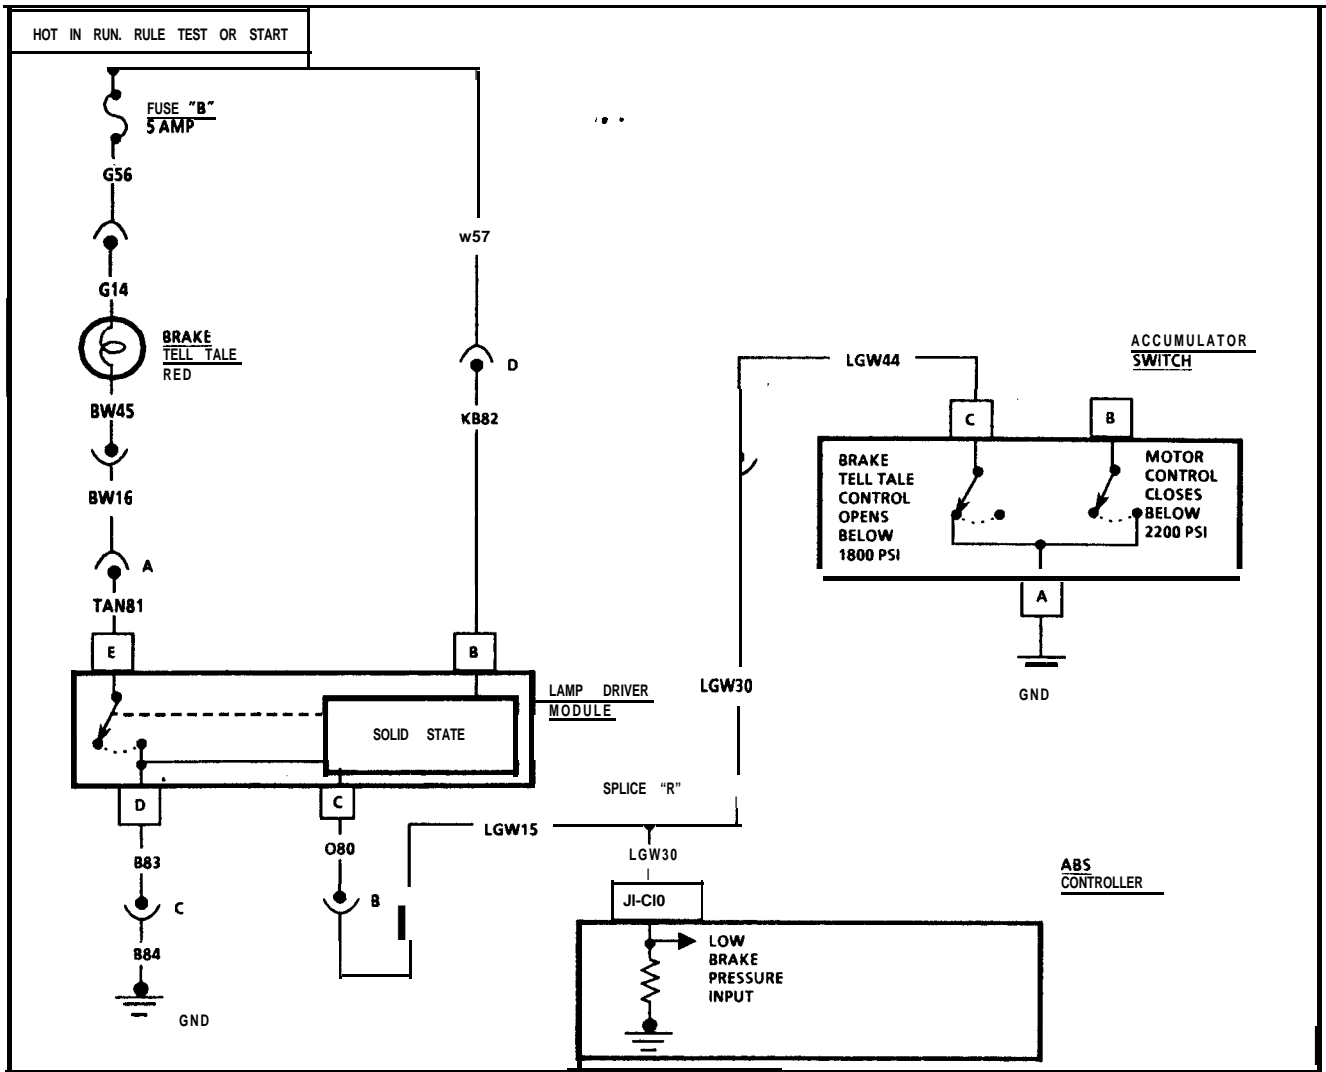 HOT IN RUN. RULE TEST OR START
FUSE "B"
5 AMP
G56
w57
G14
BRAKE
TELL TALE
RED
D
BW45
KB82
BW16
A
TAN81
E
B
LAMP DRIVER
MODULE
SOLID STATE
D
C
B83
O80
C
B
B84
GND
LGW15
SPLICE "R"
LGW30
LGW30
LGW44
ACCUMULATOR
SWITCH
C
B
BRAKE
TELL TALE
CONTROL
OPENS
BELOW
1800 PSI
MOTOR
CONTROL
CLOSES
BELOW
2200 PSI
A
GND
ABS
CONTROLLER
JI-CI0
LOW
BRAKE
PRESSURE
INPUT